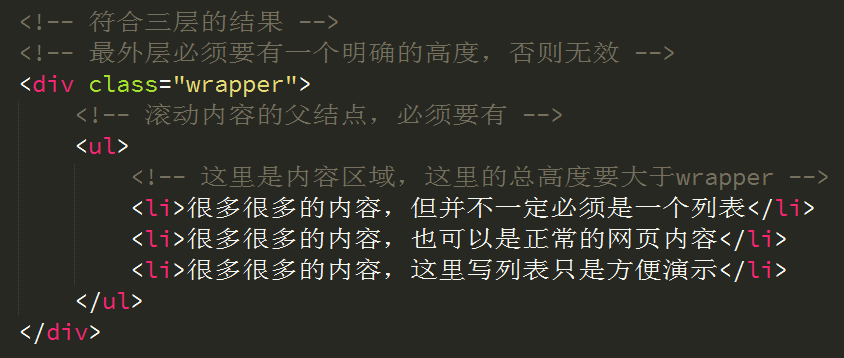 <!-- 符合三层的结果 -->
<!-- 最外层必须要有一个明确的高度，否则无效 -->
<div class="wrapper">
<!-- 滚动内容的父结点，必须要有 -->
<ul>
<!-- 这里是内容区域，这里的总高度要大于wrapper -->
<li>很多很多的内容，但并不一定必须是一个列表</li>
<li>很多很多的内容，也可以是正常的网页内容</li>
<li>很多很多的内容，这里写列表只是方便演示</li>
</ul>
</div>